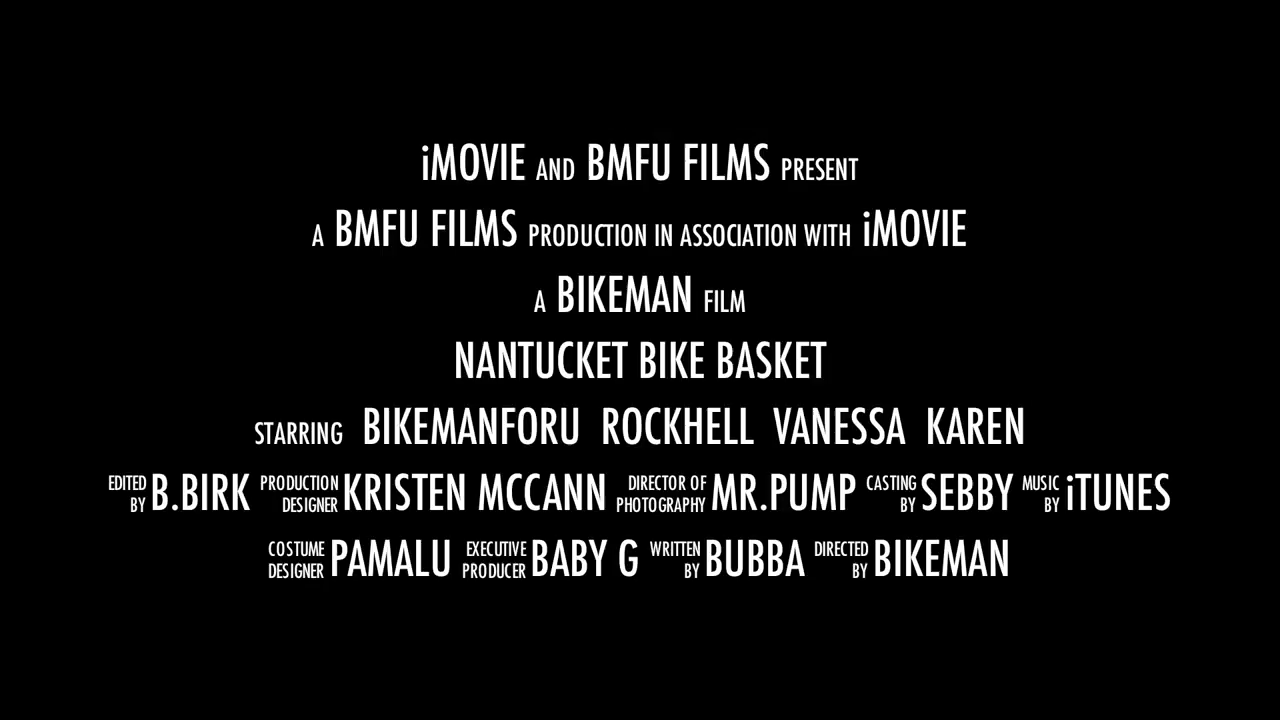 iMOVIE AND BMFU FILMS PRESENT
A BMFU FILMS PRODUCTION IN ASSOCIATION WITH iMOVIE
A BIKEMAN FILM
NANTUCKET BIKE BASKET
STARRING BIKEMANFORU ROCKHELL VANESSA KAREN
EDITED BY B.BIRK PRODUCTION DESIGNER KRISTEN MCCANN DIRECTOR OF PHOTOGRAPHY MR.PUMP CASTING BY SEBBY MUSIC BY iTUNES
COSTUME DESIGNER PAMALU EXECUTIVE PRODUCER BABY G WRITTEN BY BUBBA DIRECTED BY BIKEMAN